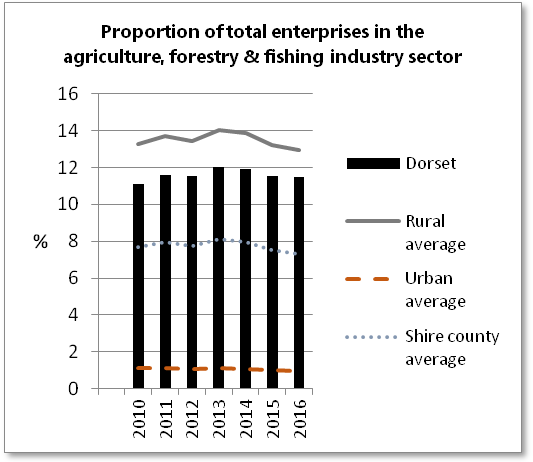 Proportion of total enterprises in the
agriculture, forestry & fishing industry sector
16
14
12
10
8
6
4
2
0
%
2010
2011
2012
2013
2014
2015
2016
Dorset
Rural
average
Urban
average
Shire county
average